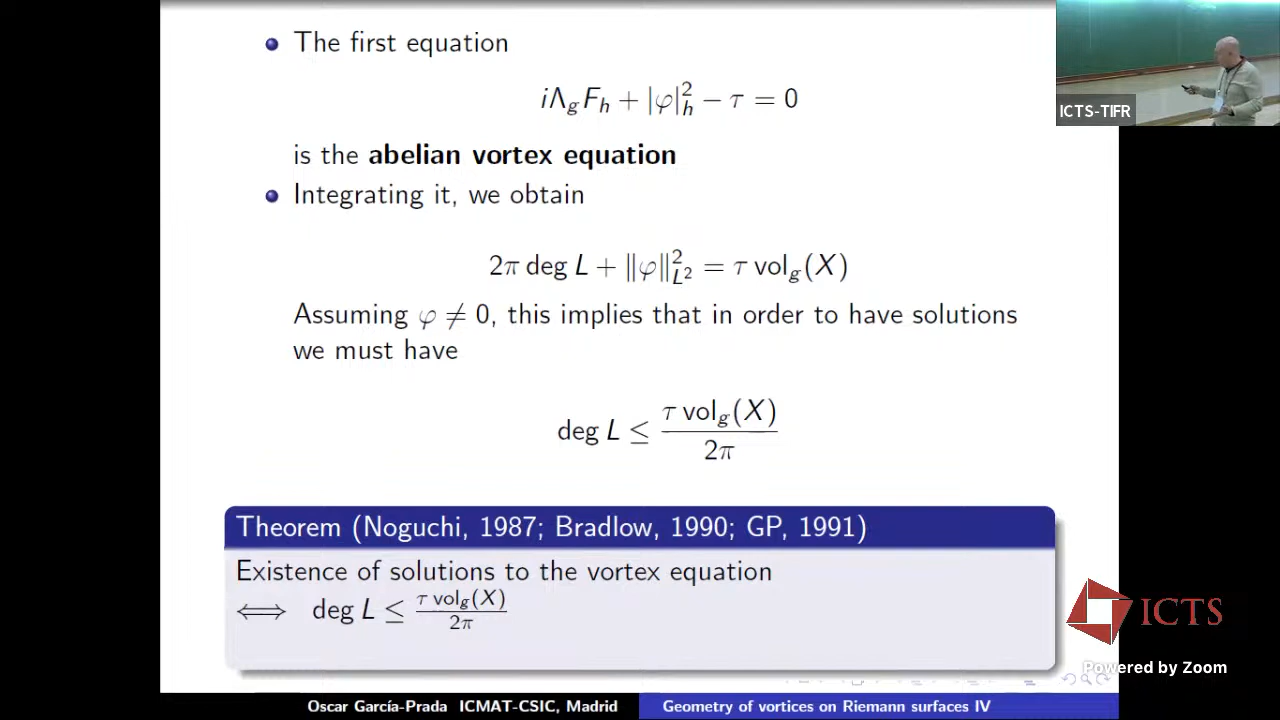 The first equation
iΛ_g F_h + |φ|²_h − τ = 0
is the abelian vortex equation
Integrating it, we obtain
2π deg L + ‖φ‖²_{L²} = τ vol_g(X)
Assuming φ ≠ 0, this implies that in order to have solutions
we must have
deg L ≤ τ vol_g(X) / 2π
Theorem (Noguchi, 1987; Bradlow, 1990; GP, 1991)
Existence of solutions to the vortex equation
⟺ deg L ≤ τ vol_g(X) / 2π
Oscar García-Prada ICMAT-CSIC, Madrid
Geometry of vortices on Riemann surfaces IV
ICTS-TIFR
ICTS
Powered by Zoom